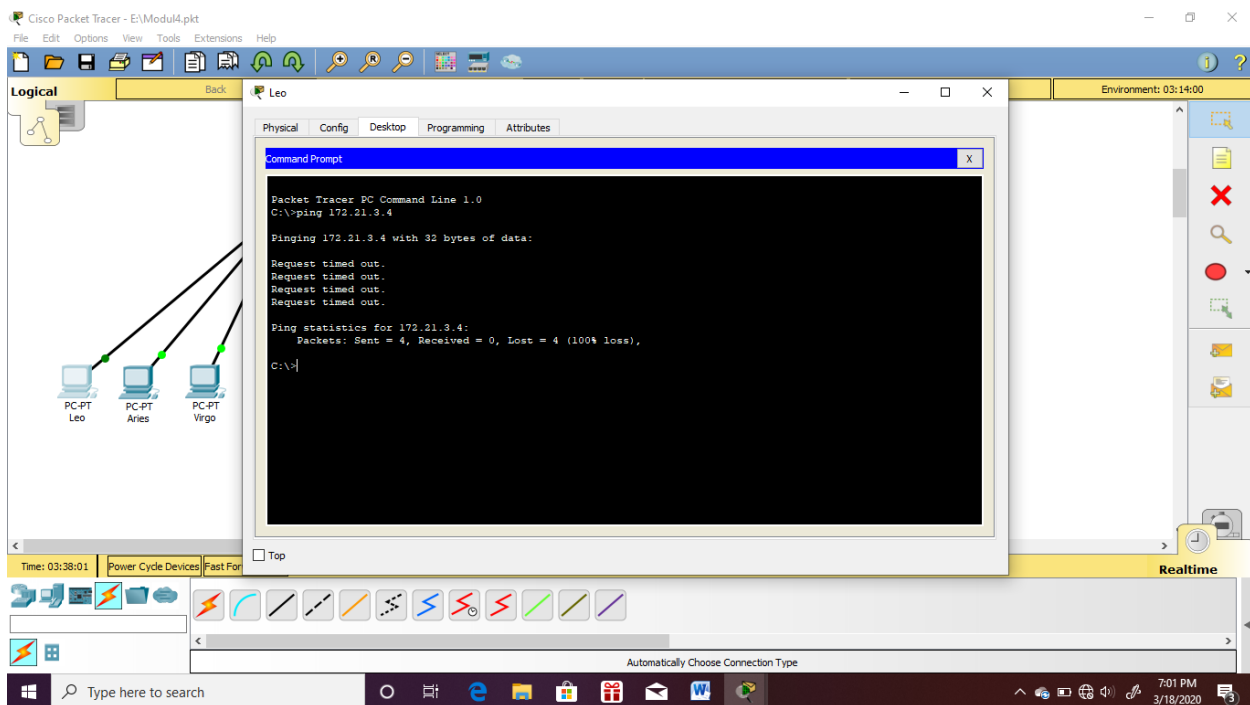 Cisco Packet Tracer - E:\Modul4.pkt
File Edit Options View Tools Extensions Help
Logical
Back
Environment: 03:14:00
Leo
Physical Config Desktop Programming Attributes
Command Prompt
X
Packet Tracer PC Command Line 1.0
C:\>ping 172.21.3.4
Pinging 172.21.3.4 with 32 bytes of data:
Request timed out.
Request timed out.
Request timed out.
Request timed out.
Ping statistics for 172.21.3.4:
Packets: Sent = 4, Received = 0, Lost = 4 (100% loss),
C:\>
PC-PT
Leo
PC-PT
Aries
PC-PT
Virgo
Top
Time: 03:38:01
Power Cycle Devices
Fast For
Realtime
Automatically Choose Connection Type
Type here to search
7:01 PM
3/18/2020